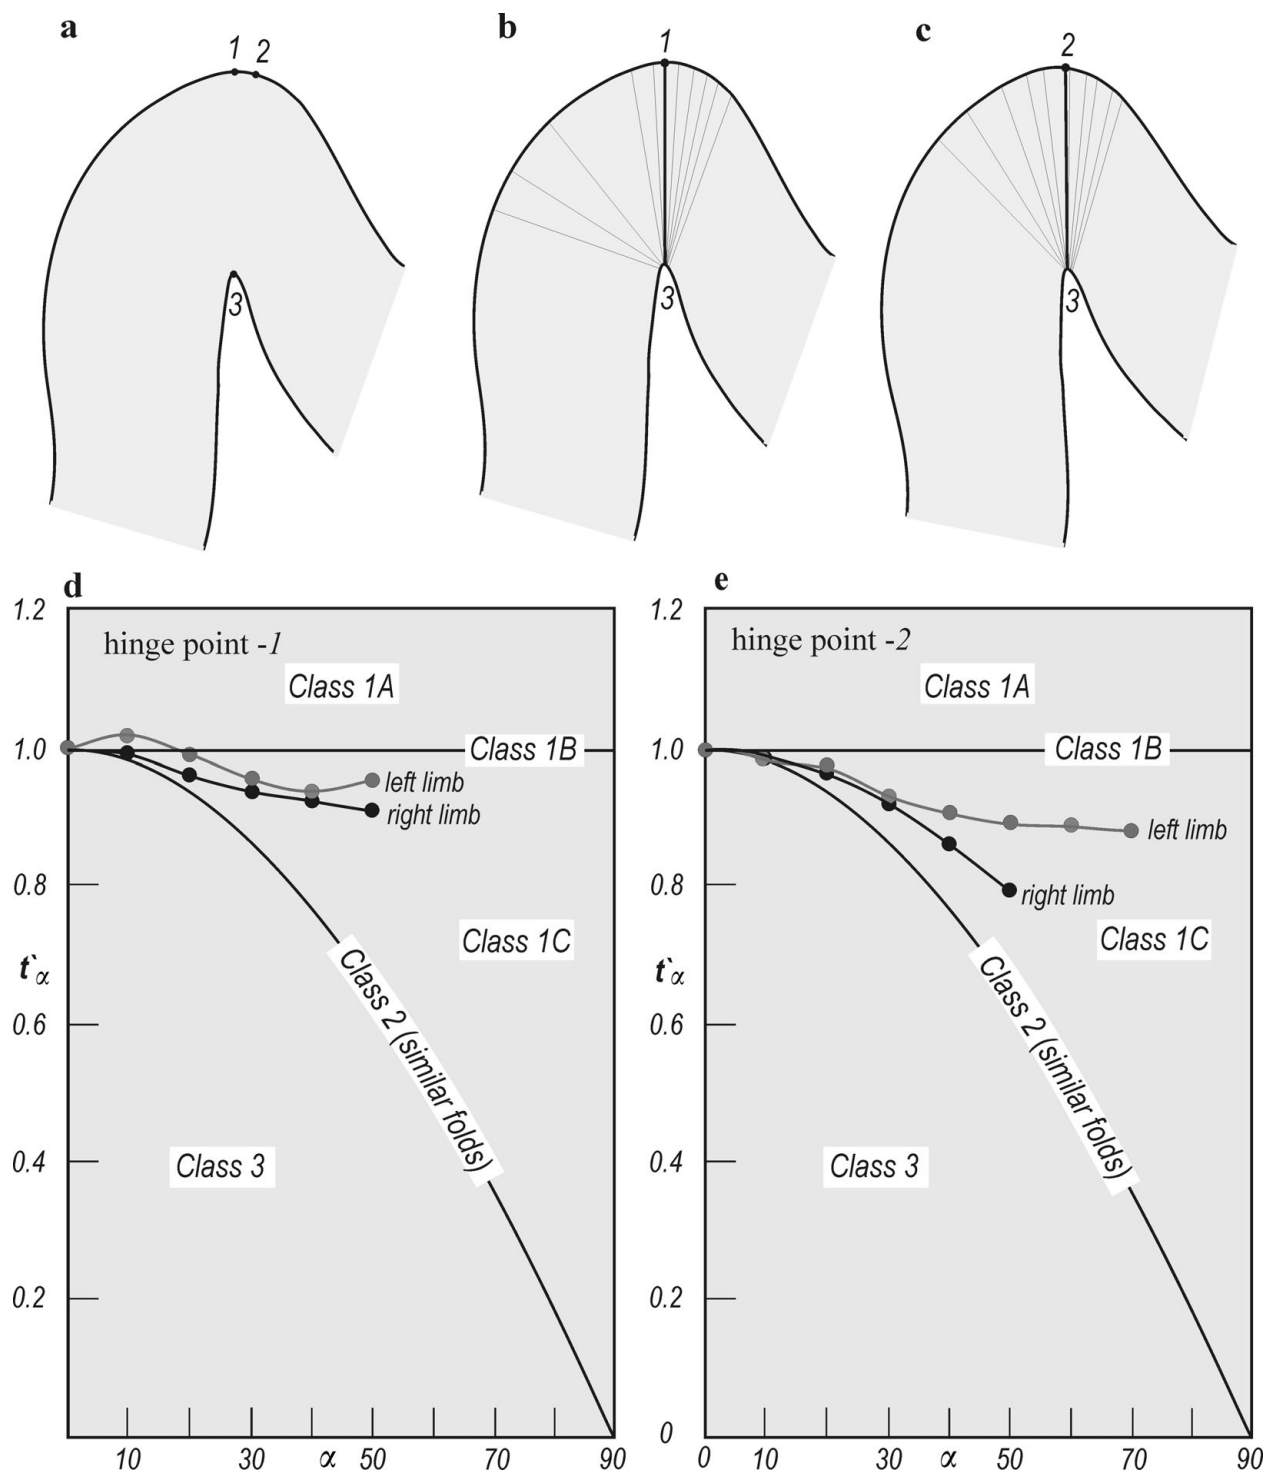 a
b
c
1 2
1
2
3
3
3
d
e
1.2
hinge point -1
Class 1A
1.0
Class 1B
left limb
right limb
0.8
Class 1C
t`α
0.6
Class 2 (similar folds)
0.4
Class 3
0.2
10 30 α 50 70 90
1.2
hinge point -2
Class 1A
1.0
Class 1B
left limb
0.8
right limb
Class 1C
t`α
0.6
Class 2 (similar folds)
0.4
Class 3
0.2
0
0 10 30 α 50 70 90